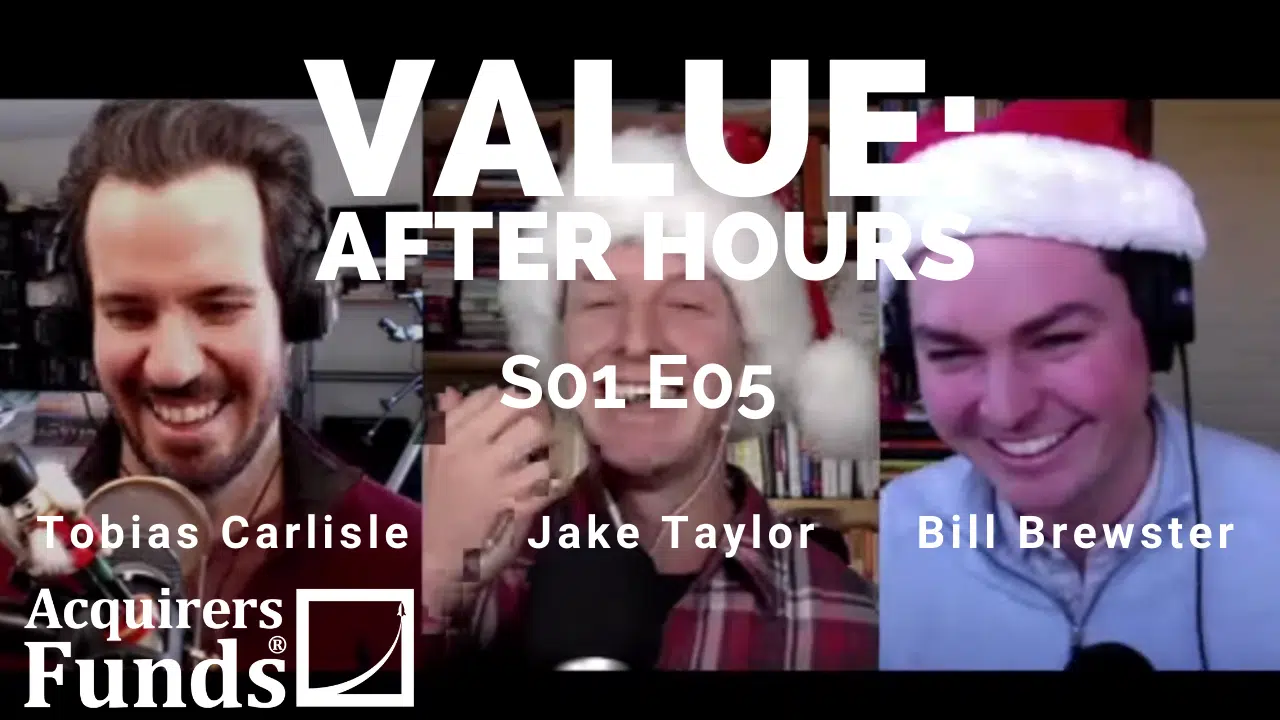 VALUE:
AFTER HOURS
S01 E05
Tobias Carlisle
Jake Taylor
Bill Brewster
Acquirers
Funds®